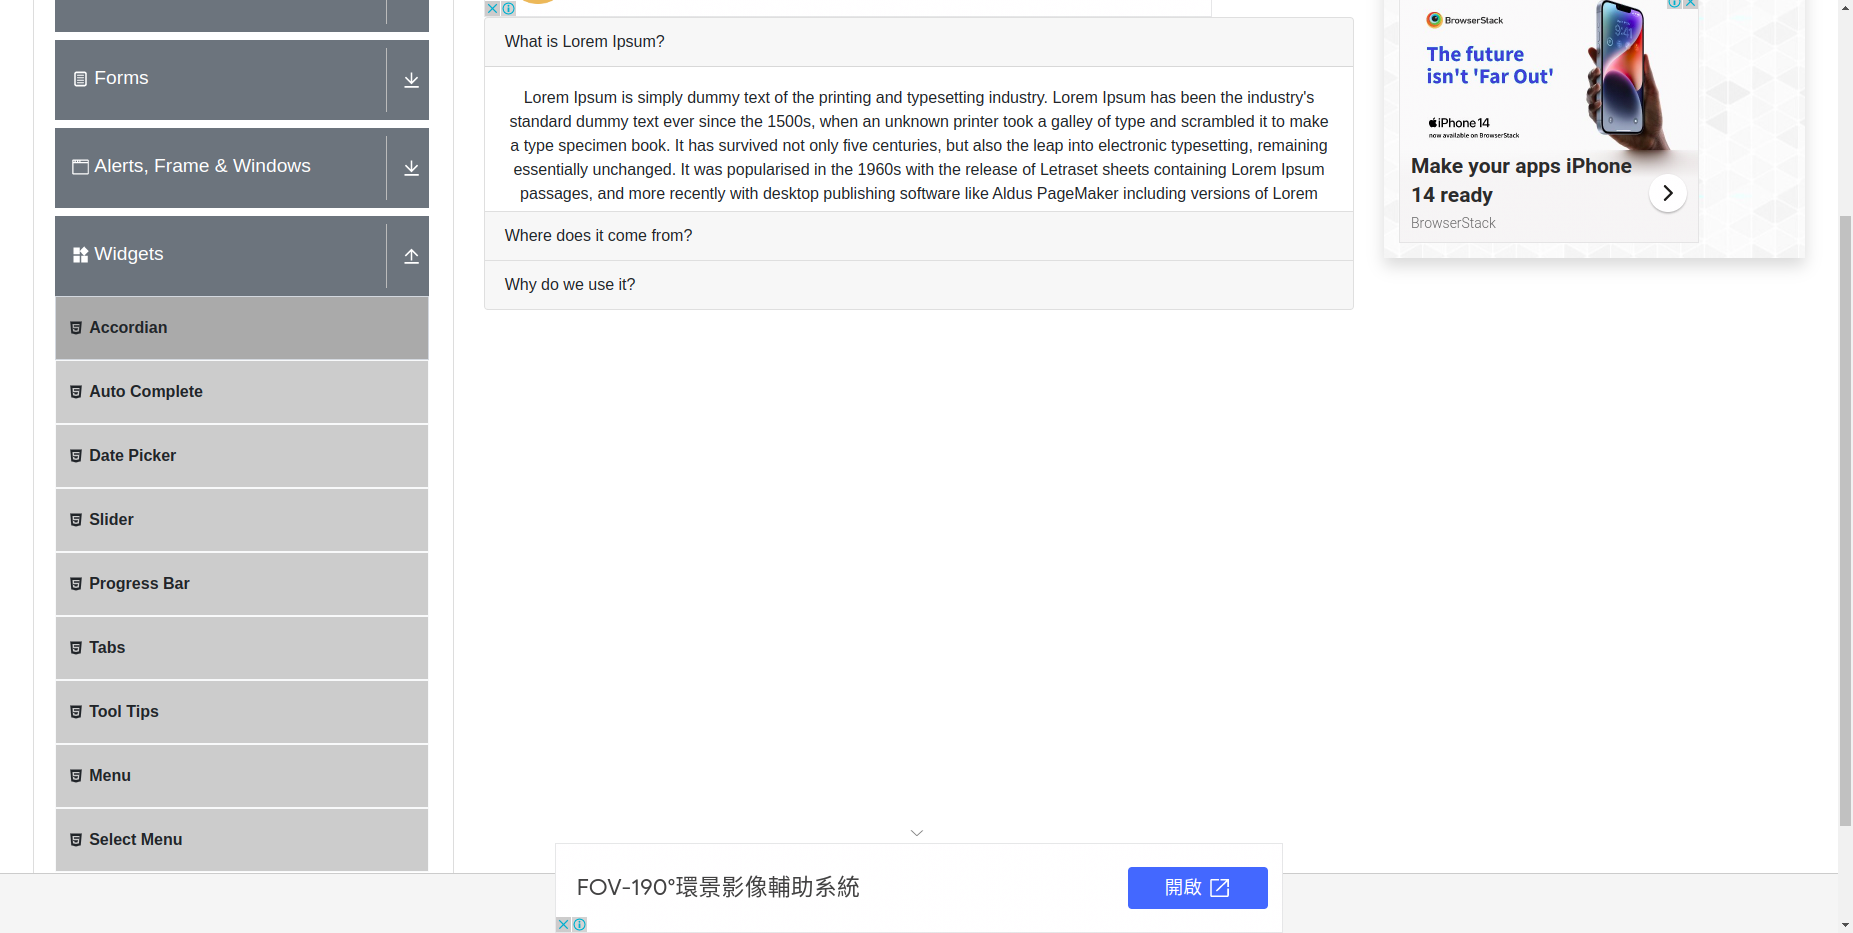 Forms
Alerts, Frame & Windows
Widgets
Accordian
Auto Complete
Date Picker
Slider
Progress Bar
Tabs
Tool Tips
Menu
Select Menu
What is Lorem Ipsum?
Lorem Ipsum is simply dummy text of the printing and typesetting industry. Lorem Ipsum has been the industry's
standard dummy text ever since the 1500s, when an unknown printer took a galley of type and scrambled it to make
a type specimen book. It has survived not only five centuries, but also the leap into electronic typesetting, remaining
essentially unchanged. It was popularised in the 1960s with the release of Letraset sheets containing Lorem Ipsum
passages, and more recently with desktop publishing software like Aldus PageMaker including versions of Lorem
Where does it come from?
Why do we use it?
BrowserStack
The future
isn't 'Far Out'
9:41
iPhone 14
now available on BrowserStack
Make your apps iPhone
14 ready
BrowserStack
FOV-190°環景影像輔助系統
開啟